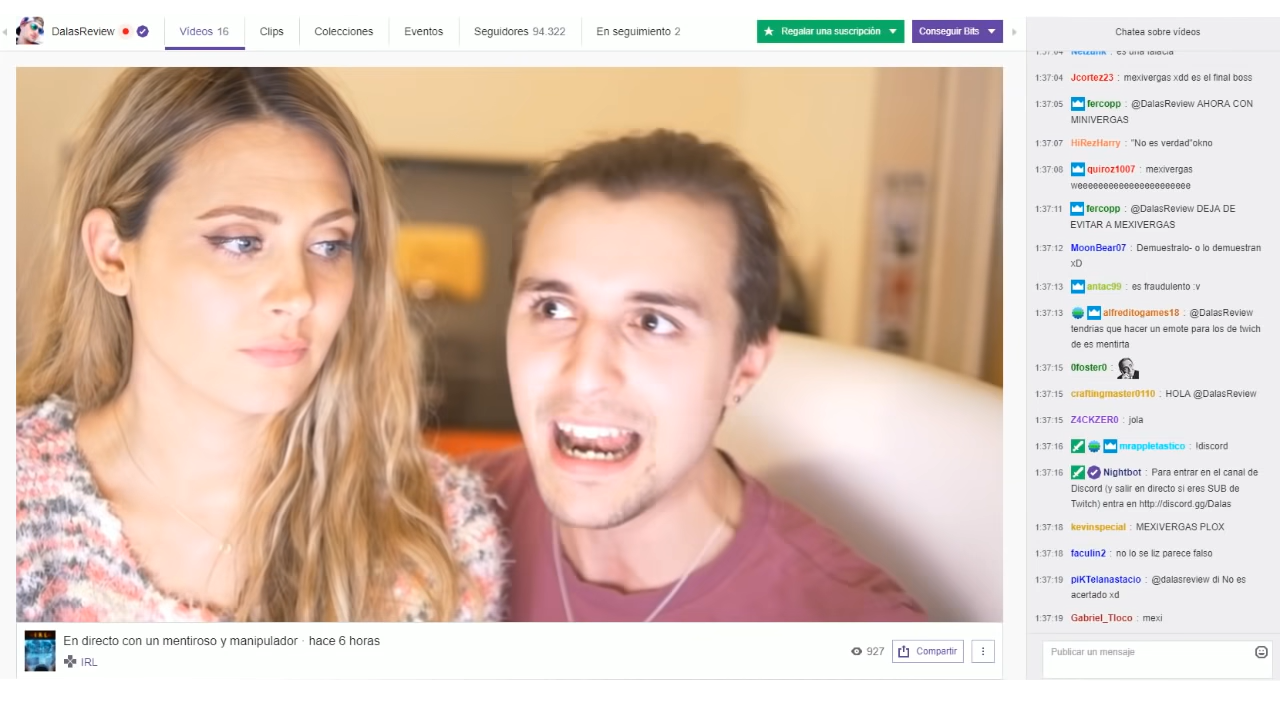 DalasReview
Vídeos 16
Clips
Colecciones
Eventos
Seguidores 94.322
En seguimiento 2
Regalar una suscripción
Conseguir Bits
En directo con un mentiroso y manipulador · hace 6 horas
IRL
927
Compartir
Chatea sobre vídeos
1:37:04 Netzunk : es una falacia
1:37:04 Jcortez23 : mexivergas xdd es el final boss
1:37:05 fercopp : @DalasReview AHORA CON
MINIVERGAS
1:37:07 HiRezHarry : "No es verdad"okno
1:37:08 quiroz1007 : mexivergas
weeeeeeeeeeeeeeeeeeeeee
1:37:11 fercopp : @DalasReview DEJA DE
EVITAR A MEXIVERGAS
1:37:12 MoonBear07 : Demuestralo- o lo demuestran
xD
1:37:13 antac99 : es fraudulento :v
1:37:13 alfreditogames18 : @DalasReview
tendrias que hacer un emote para los de twich
de es mentirta
1:37:15 0foster0 :
1:37:15 craftingmaster0110 : HOLA @DalasReview
1:37:15 Z4CKZER0 : jola
1:37:16 mrappletastico : !discord
1:37:16 Nightbot : Para entrar en el canal de
Discord (y salir en directo si eres SUB de
Twitch) entra en http://discord.gg/Dalas
1:37:18 kevinspecial : MEXIVERGAS PLOX
1:37:18 faculin2 : no lo se liz parece falso
1:37:19 piKTelanastacio : @dalasreview di No es
acertado xd
1:37:19 Gabriel_Tloco : mexi
Publicar un mensaje